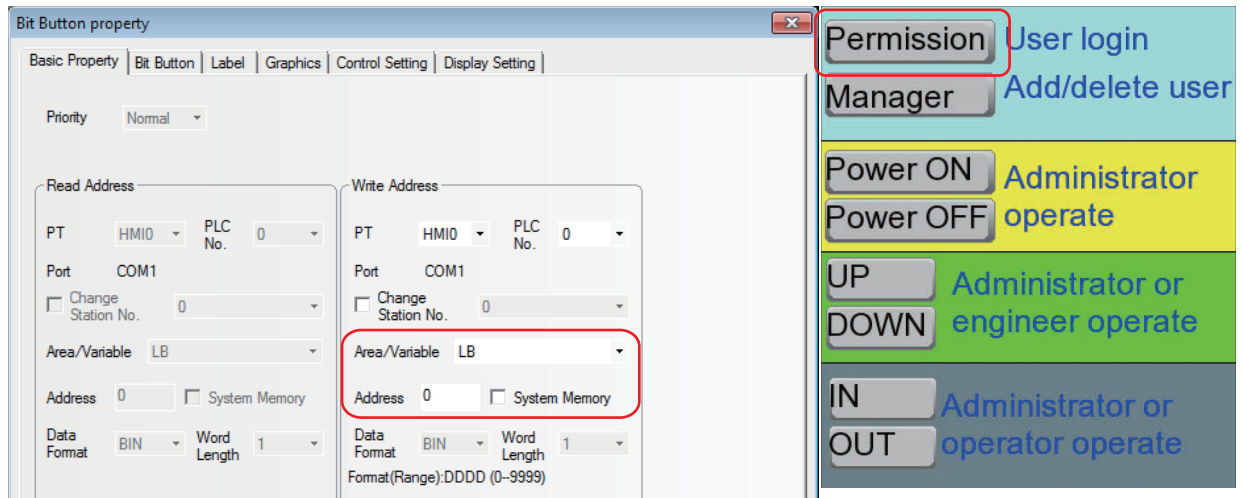 Bit Button property
Basic Property Bit Button Label Graphics Control Setting Display Setting
Priority Normal
Read Address
PT HMI0 PLC No. 0
Port COM1
Change Station No. 0
Area/Variable LB
Address 0 System Memory
Data Format BIN Word Length 1
Write Address
PT HMI0 PLC No. 0
Port COM1
Change Station No. 0
Area/Variable LB
Address 0 System Memory
Data Format BIN Word Length 1
Format(Range):DDDD (0--9999)
Permission User login
Manager Add/delete user
Power ON Administrator
Power OFF operate
UP Administrator or
DOWN engineer operate
IN Administrator or
OUT operator operate